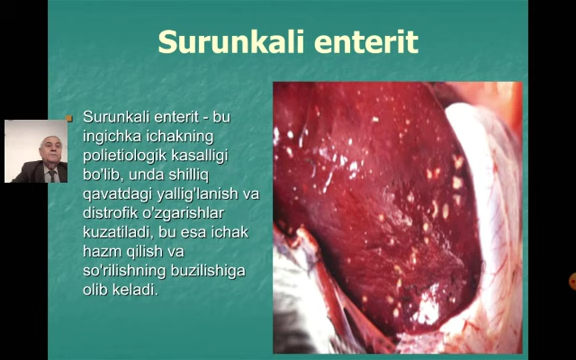 Surunkali enterit
Surunkali enterit - bu
ingichka ichakning
polietiologik kasalligi
bo'lib, unda shilliq
qavatdagi yallig'lanish va
distrofik o'zgarishlar
kuzatiladi, bu esa ichak
hazm qilish va
so'rilishning buzilishiga
olib keladi.